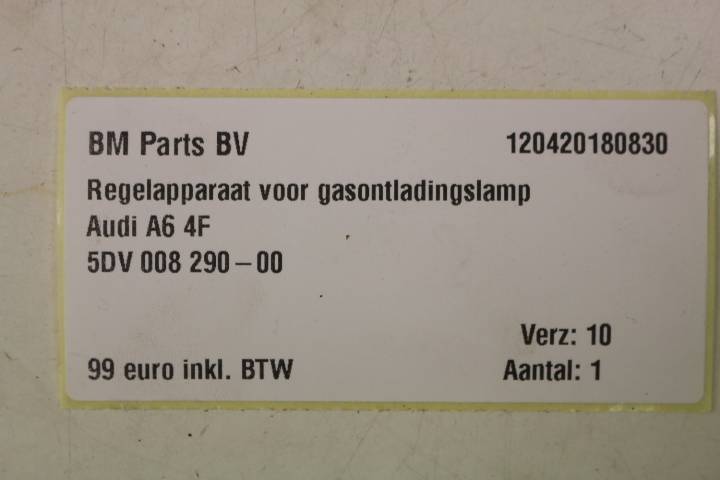 BM Parts BV 120420180830
Regelapparaat voor gasontladingslamp
Audi A6 4F
5DV 008 290-00
Verz: 10
99 euro inkl. BTW Aantal: 1